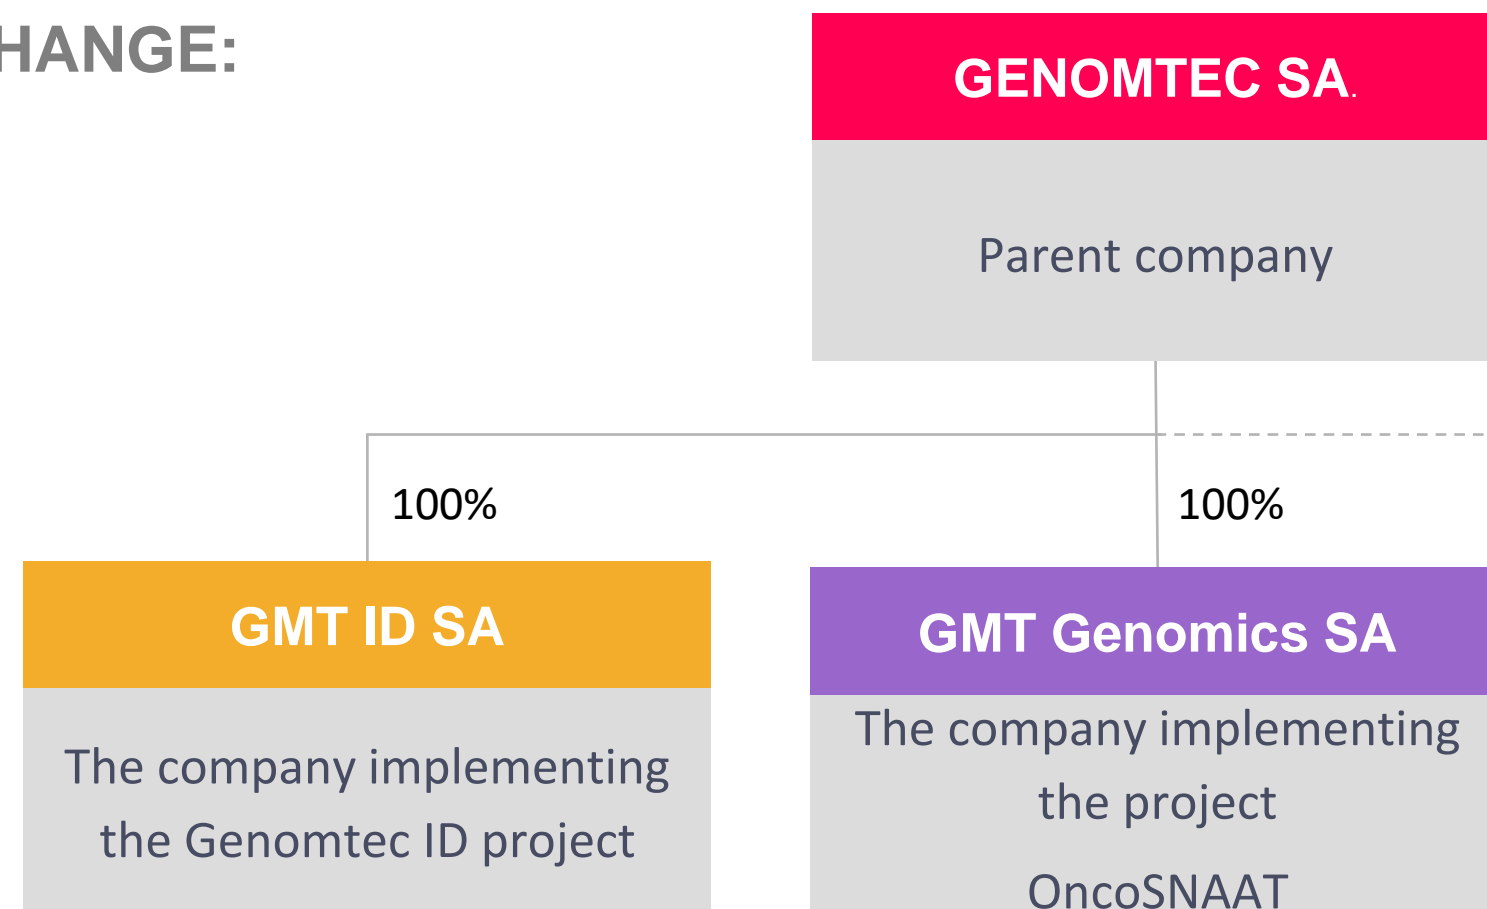 HANGE:
GENOMTEC SA.
Parent company
100%
100%
GMT ID SA
The company implementing
the Genomtec ID project
GMT Genomics SA
The company implementing
the project
OncoSNAAT